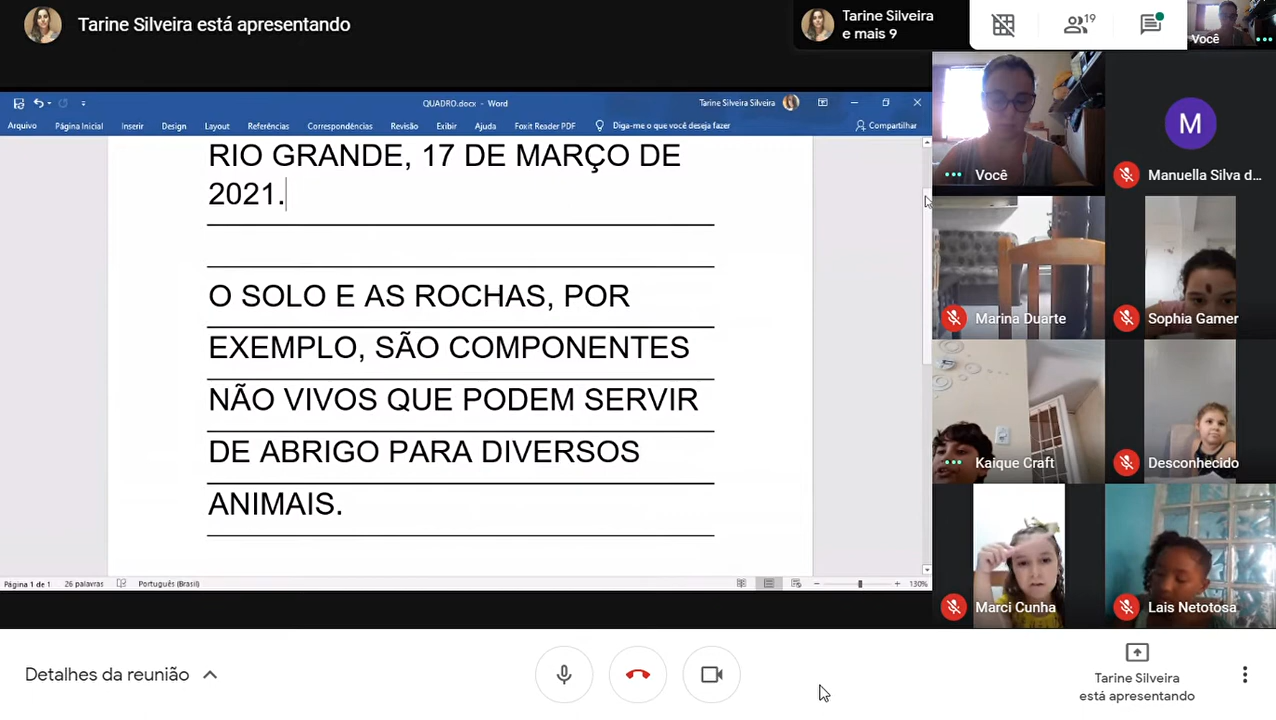 Tarine Silveira está apresentando
Tarine Silveira
e mais 9
19
Você
QUADRO.docx - Word
Tarine Silveira Silveira
Arquivo Página Inicial Inserir Design Layout Referências Correspondências Revisão Exibir Ajuda Foxit Reader PDF Diga-me o que você deseja fazer Compartilhar
RIO GRANDE, 17 DE MARÇO DE
2021.
O SOLO E AS ROCHAS, POR
EXEMPLO, SÃO COMPONENTES
NÃO VIVOS QUE PODEM SERVIR
DE ABRIGO PARA DIVERSOS
ANIMAIS.
Página 1 de 1 26 palavras Português (Brasil) 130%
Você
M
Manuella Silva d...
Marina Duarte
Sophia Gamer
Kaique Craft
Desconhecido
Marci Cunha
Lais Netotosa
Detalhes da reunião
Tarine Silveira
está apresentando